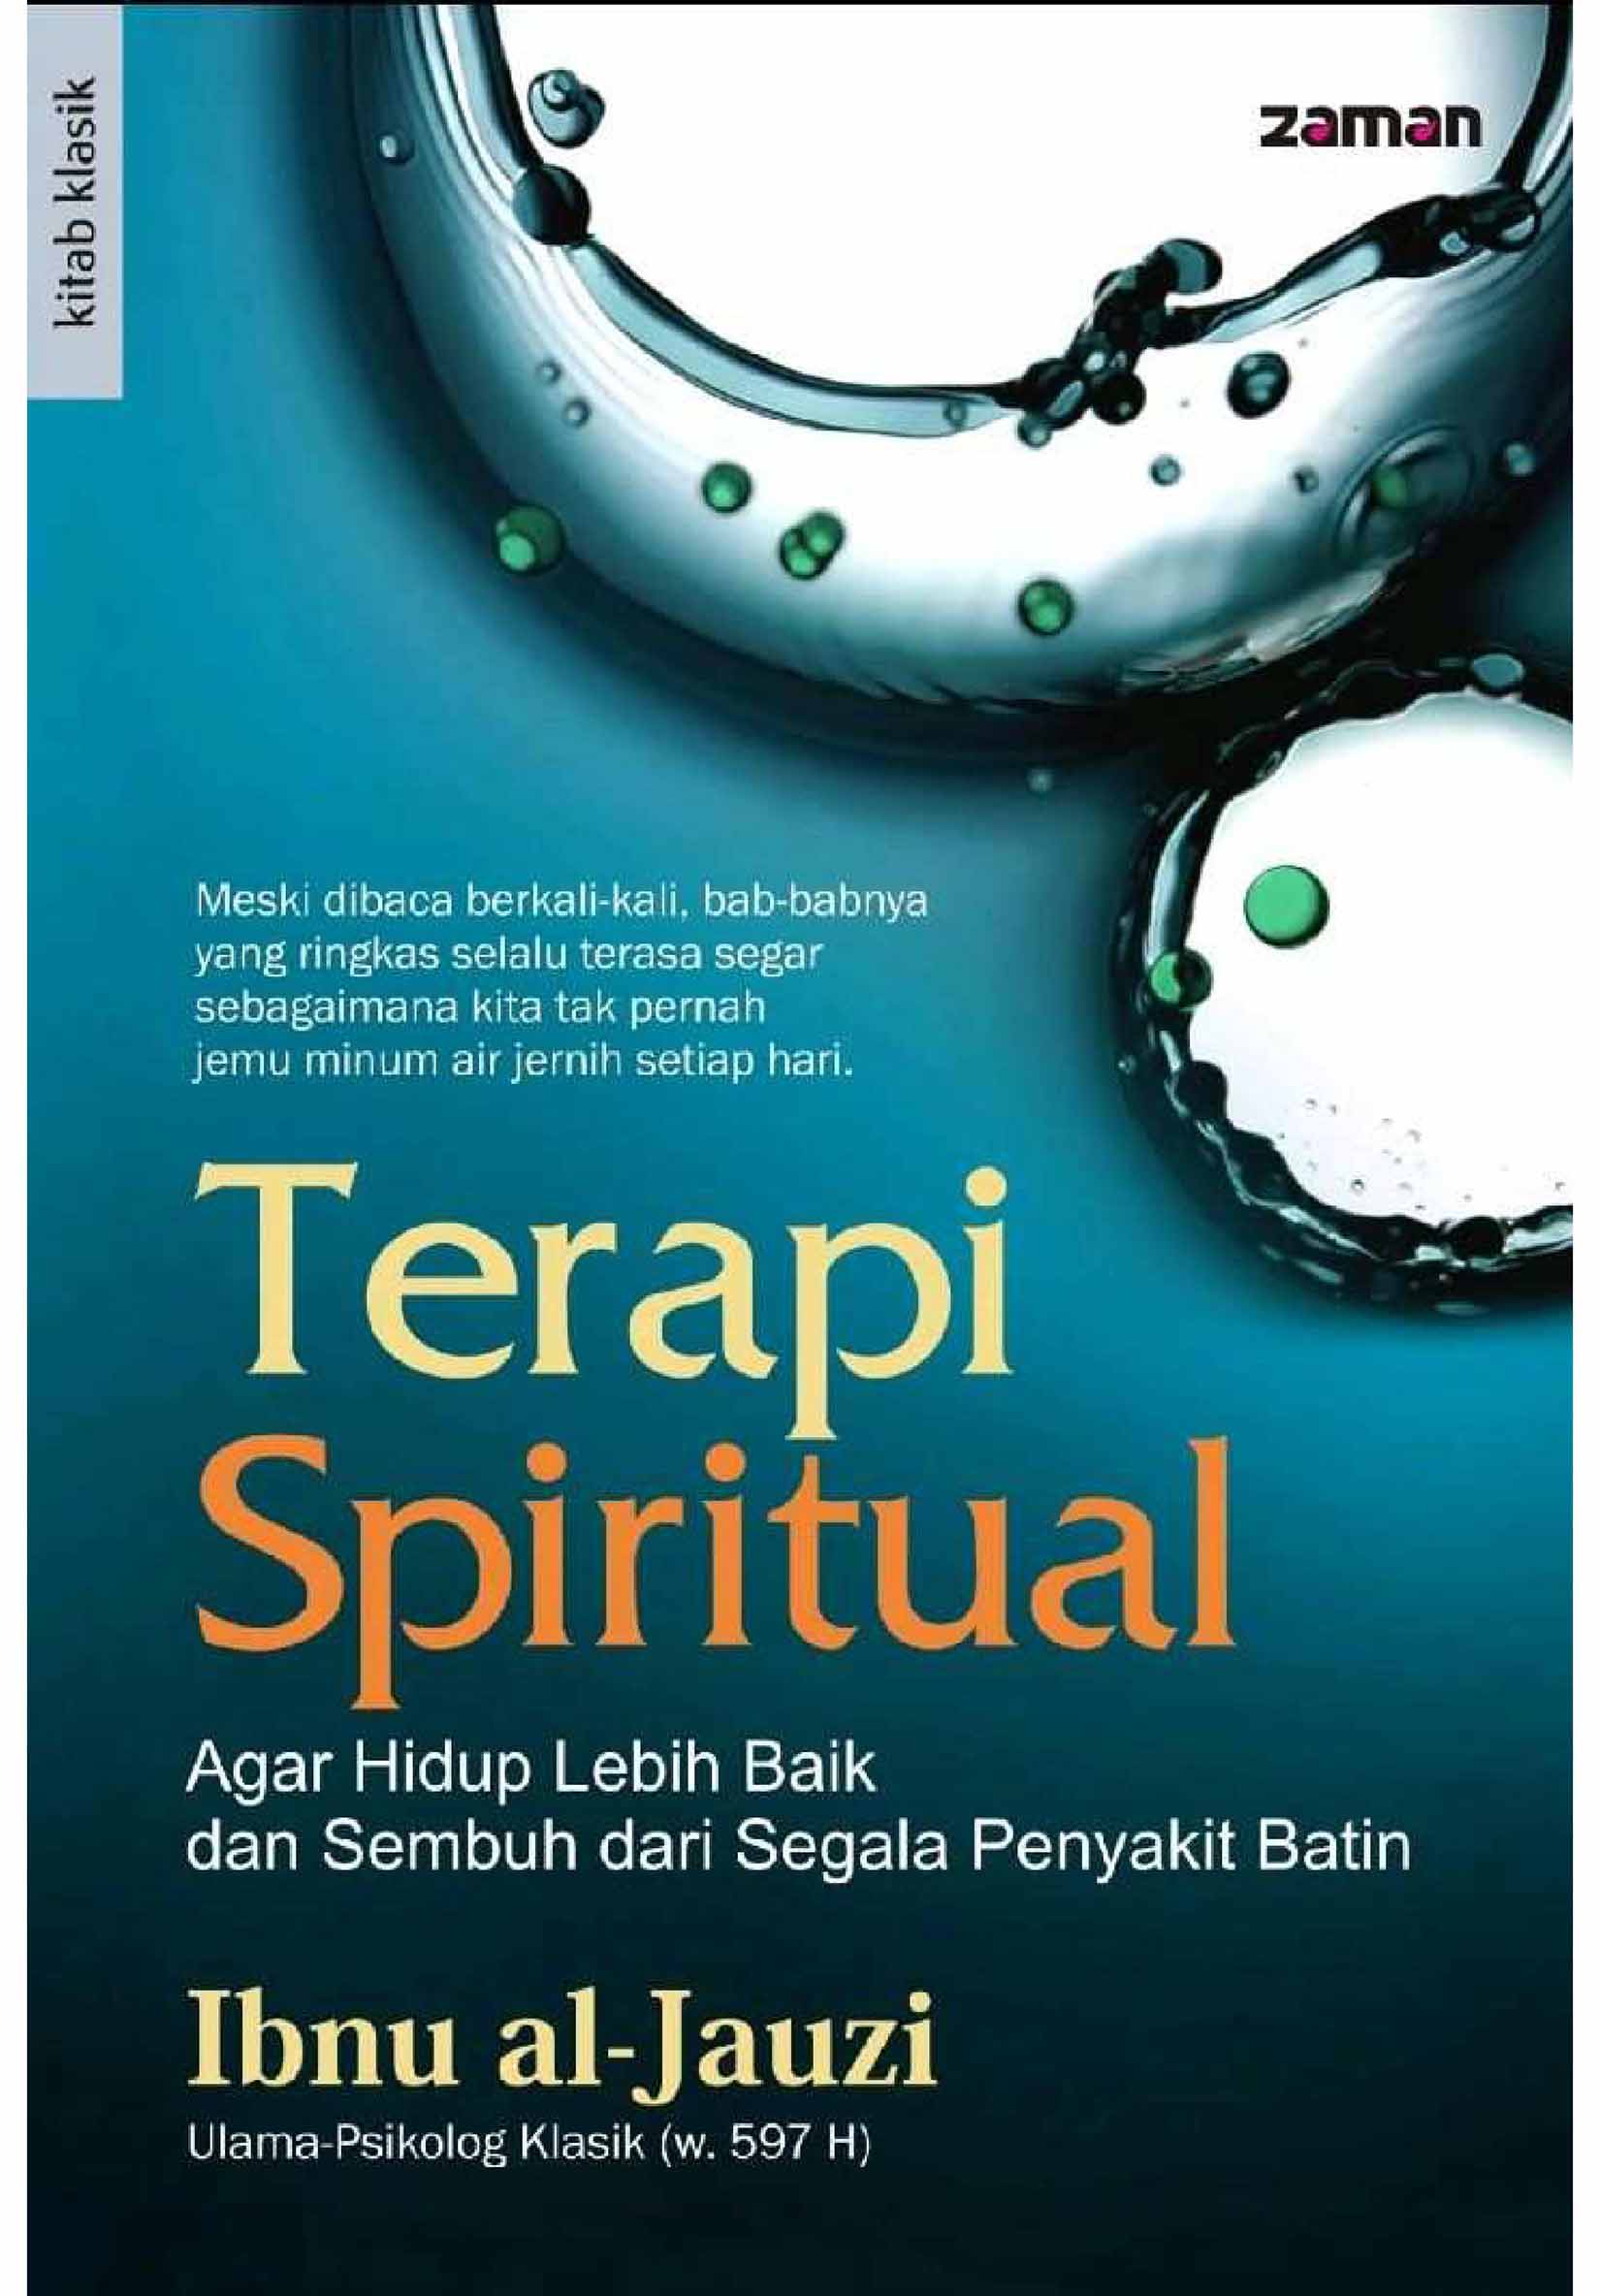 kitab klasik
zaman
Meski dibaca berkali-kali, bab-babnya
yang ringkas selalu terasa segar
sebagaimana kita tak pernah
jemu minum air jernih setiap hari.
Terapi
Spiritual
Agar Hidup Lebih Baik
dan Sembuh dari Segala Penyakit Batin
Ibnu al-Jauzi
Ulama-Psikolog Klasik (w. 597 H)